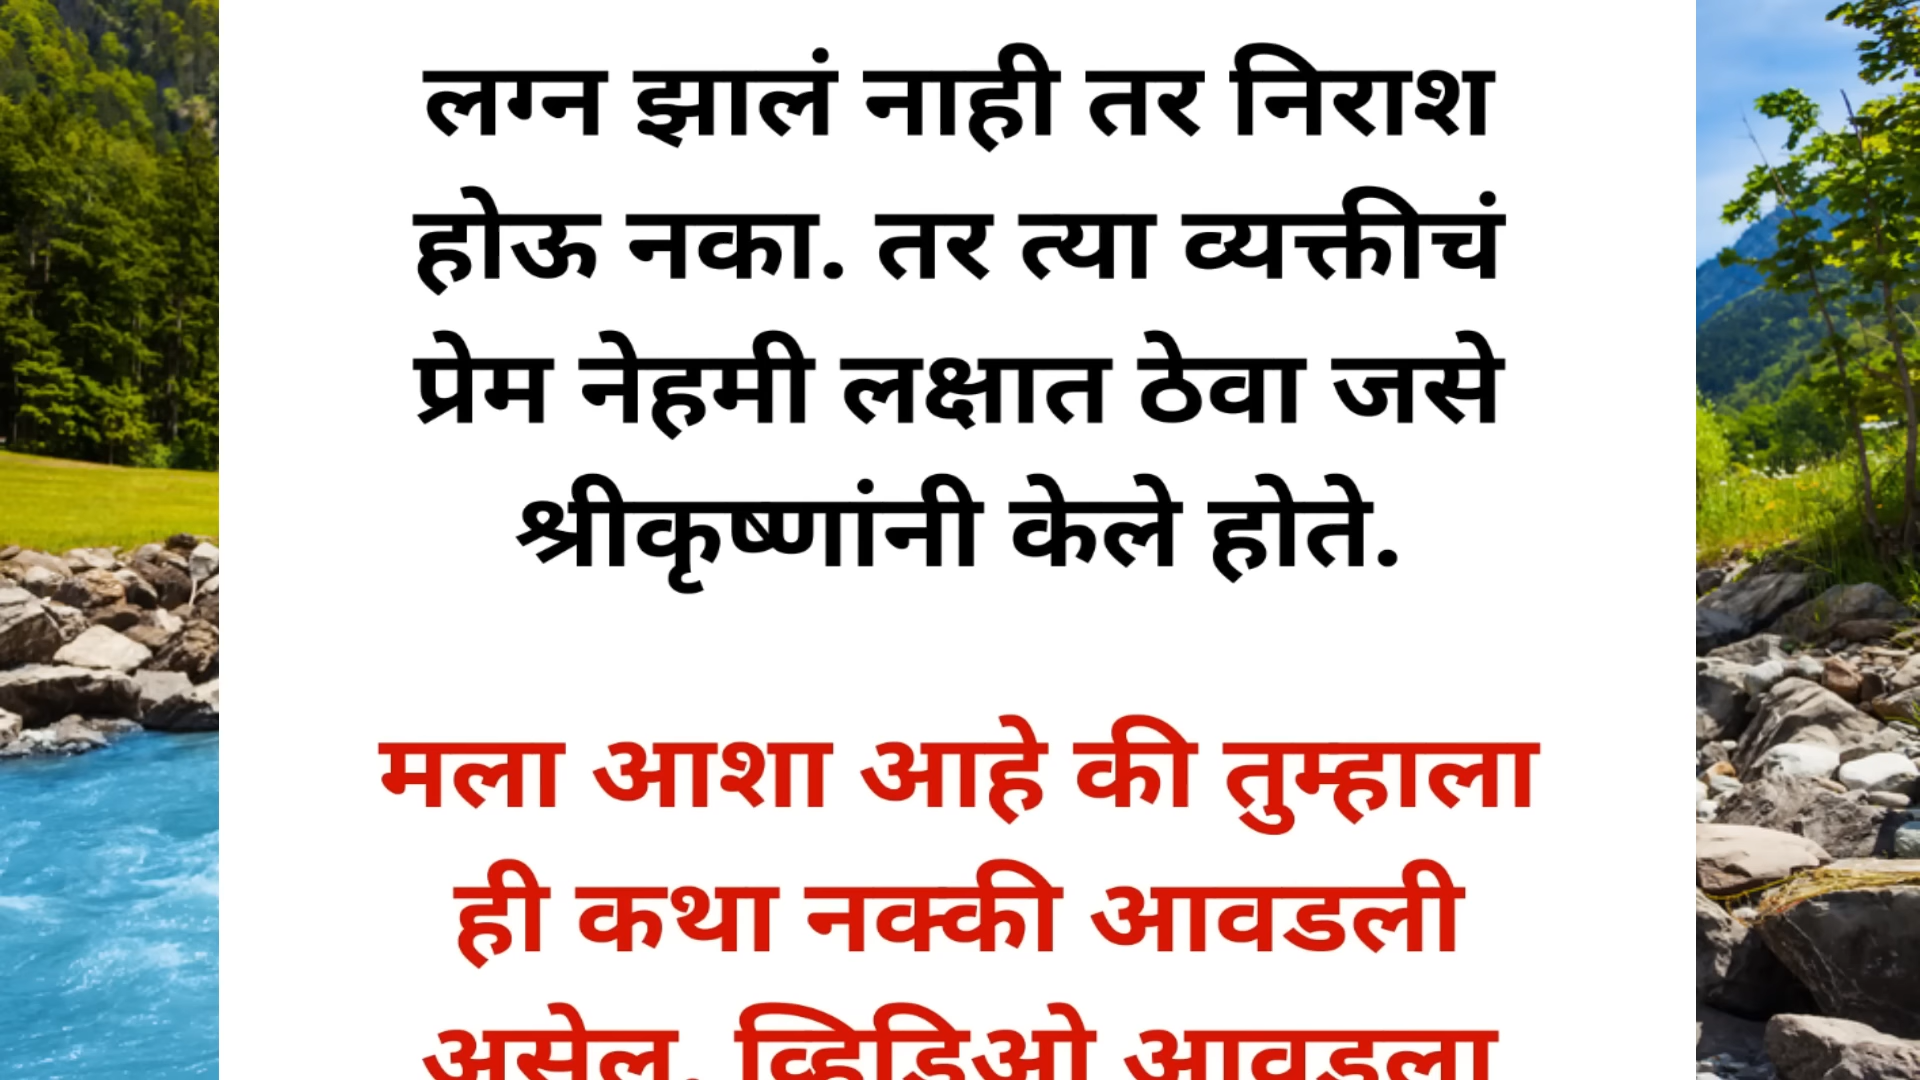 लग्न झालं नाही तर निराश
होऊ नका. तर त्या व्यक्तीचं
प्रेम नेहमी लक्षात ठेवा जसे
श्रीकृष्णांनी केले होते.
मला आशा आहे की तुम्हाला
ही कथा नक्की आवडली
असेल. व्हिडिओ आवडला